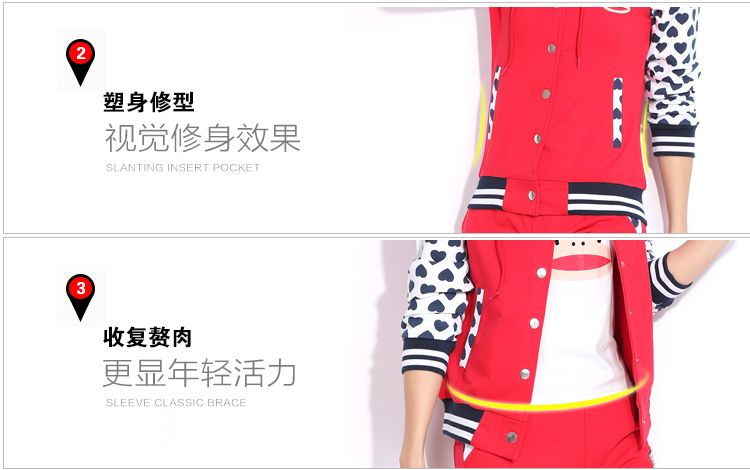 2
塑身修型
视觉修身效果
SLANTING INSERT POCKET
3
收复赘肉
更显年轻活力
SLEEVE CLASSIC BRACE